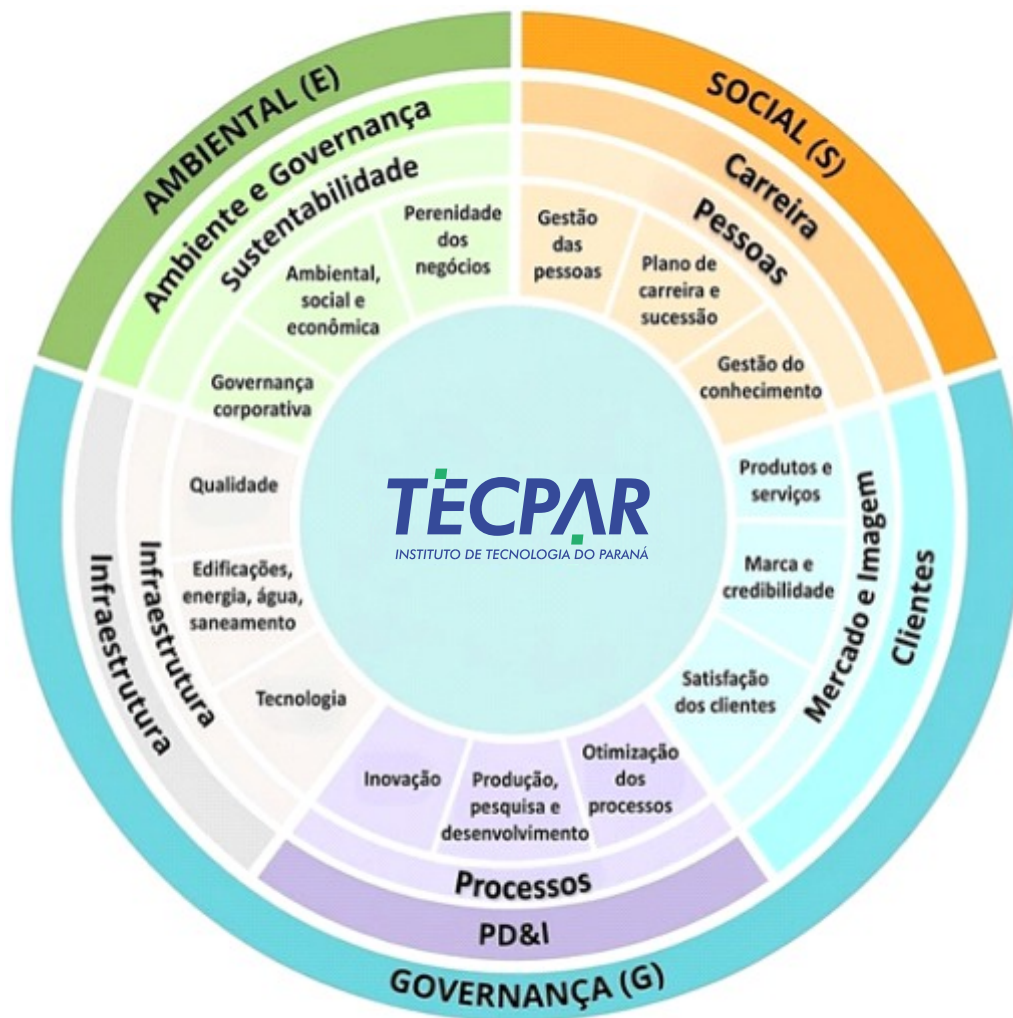 AMBIENTAL (E)
Ambiente e Governança
Sustentabilidade
Perenidade
dos
negócios
Ambiental,
social e
econômica
Governança
corporativa
SOCIAL (S)
Carreira
Pessoas
Gestão
das
pessoas
Plano de
carreira e
sucessão
Gestão do
conhecimento
TECPAR
INSTITUTO DE TECNOLOGIA DO PARANÁ
Produtos e
serviços
Marca e
credibilidade
Satisfação
dos clientes
Mercado e Imagem
Clientes
Qualidade
Edificações,
energia, água,
saneamento
Tecnologia
Infraestrutura
Infraestrutura
Inovação
Produção,
pesquisa e
desenvolvimento
Otimização
dos
processos
Processos
PD&I
GOVERNANÇA (G)